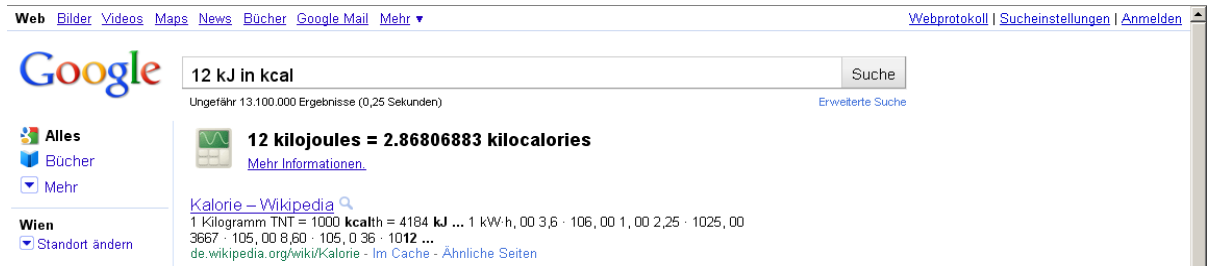 Web Bilder Videos Maps News Bücher Google Mail Mehr ▼ Webprotokoll | Sucheinstellungen | Anmelden
Google
12 kJ in kcal Suche
Ungefähr 13.100.000 Ergebnisse (0,25 Sekunden) Erweiterte Suche
Alles
Bücher
Mehr
Wien
Standort ändern
12 kilojoules = 2.86806883 kilocalories
Mehr Informationen.
Kalorie – Wikipedia
1 Kilogramm TNT = 1000 kcalth = 4184 kJ ... 1 kW·h, 00 3,6 · 106, 00 1, 00 2,25 · 1025, 00
3667 · 105, 00 8,60 · 105, 0 36 · 1012 ...
de.wikipedia.org/wiki/Kalorie - Im Cache - Ähnliche Seiten